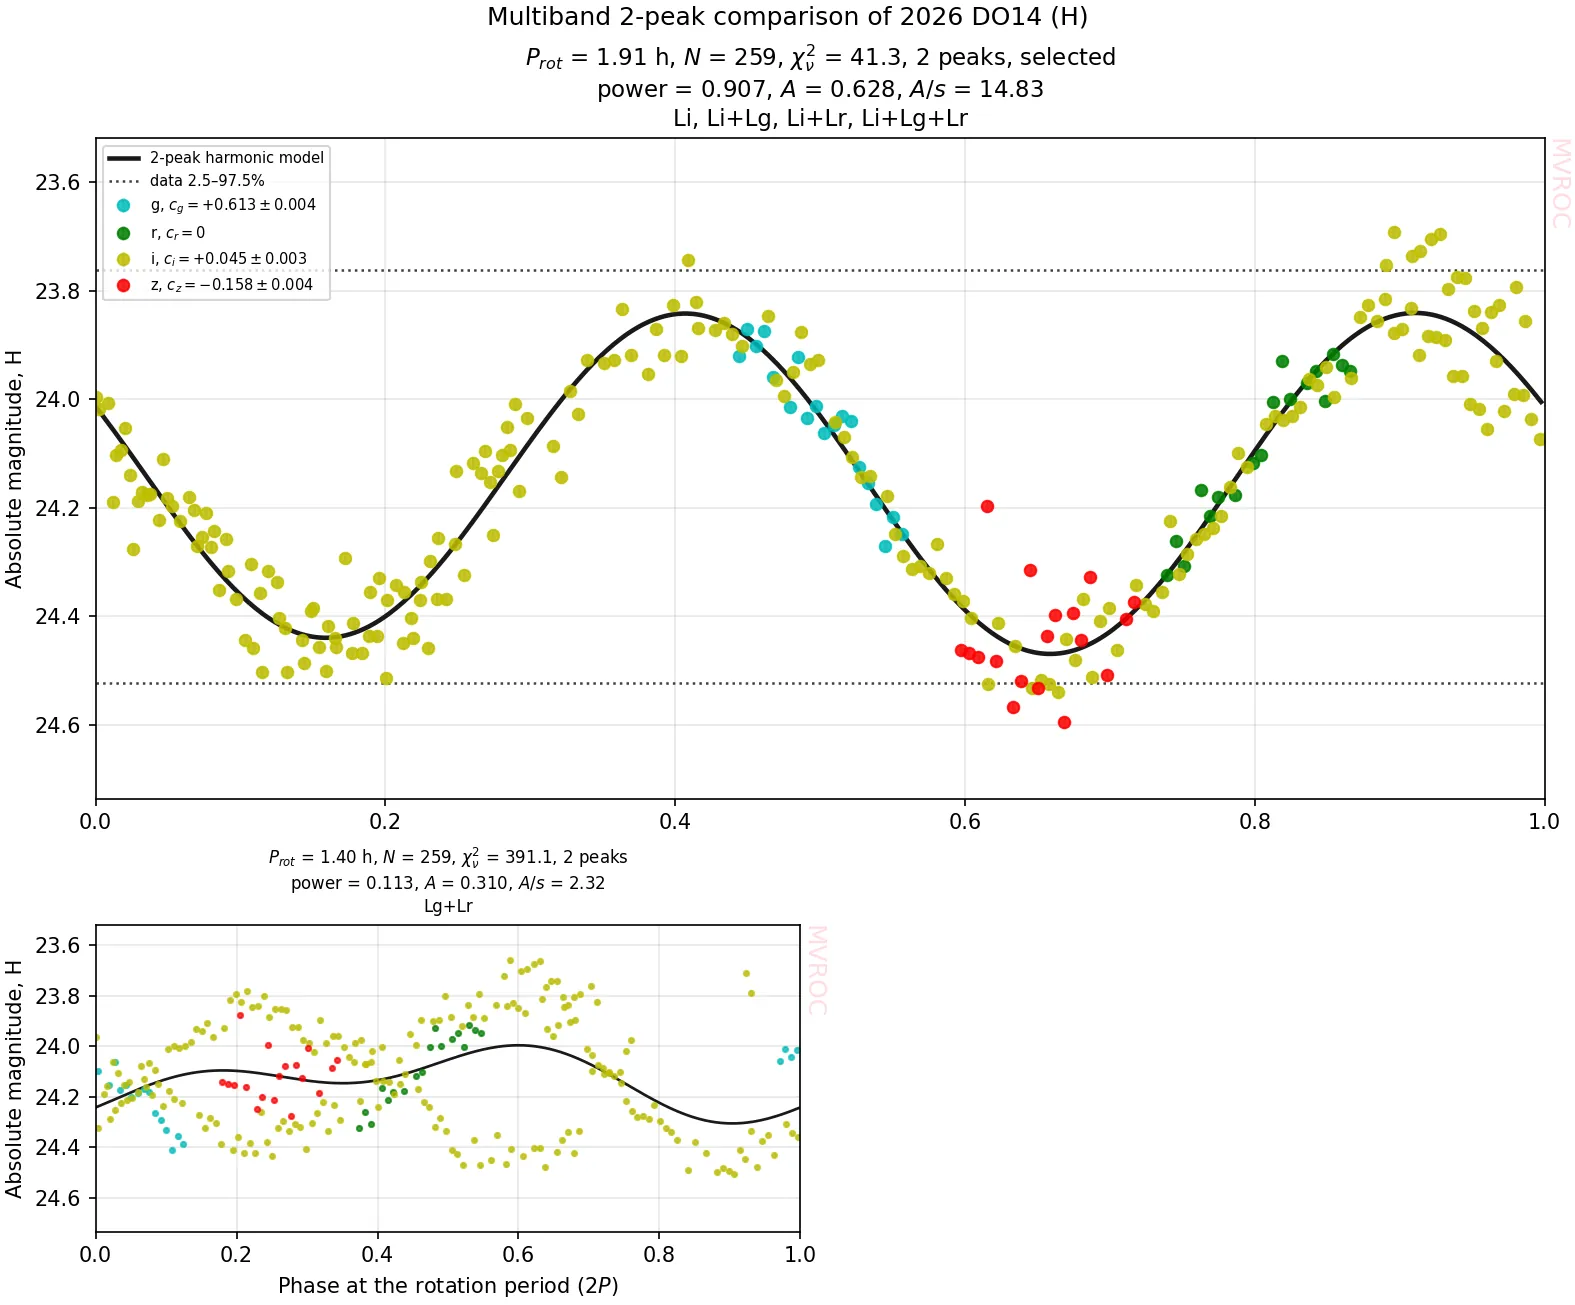 Multiband 2-peak comparison of 2026 DO14 (H)
P_rot = 1.91 h, N = 259, χ²_ν = 41.3, 2 peaks, selected
power = 0.907, A = 0.628, A/s = 14.83
Li, Li+Lg, Li+Lr, Li+Lg+Lr
2-peak harmonic model
data 2.5–97.5%
g, c_g = +0.613 ± 0.004
r, c_r = 0
i, c_i = +0.045 ± 0.003
z, c_z = −0.158 ± 0.004
MVROC
Absolute magnitude, H
23.6
23.8
24.0
24.2
24.4
24.6
0.0 0.2 0.4 0.6 0.8 1.0
P_rot = 1.40 h, N = 259, χ²_ν = 391.1, 2 peaks
power = 0.113, A = 0.310, A/s = 2.32
Lg+Lr
MVROC
Absolute magnitude, H
23.6
23.8
24.0
24.2
24.4
24.6
0.0 0.2 0.4 0.6 0.8 1.0
Phase at the rotation period (2P)